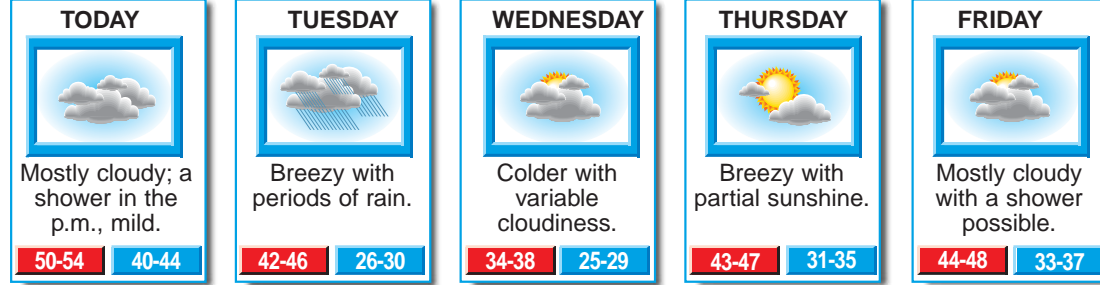 TODAY
Mostly cloudy; a
shower in the
p.m., mild.
50-54 40-44
TUESDAY
Breezy with
periods of rain.
42-46 26-30
WEDNESDAY
Colder with
variable
cloudiness.
34-38 25-29
THURSDAY
Breezy with
partial sunshine.
43-47 31-35
FRIDAY
Mostly cloudy
with a shower
possible.
44-48 33-37